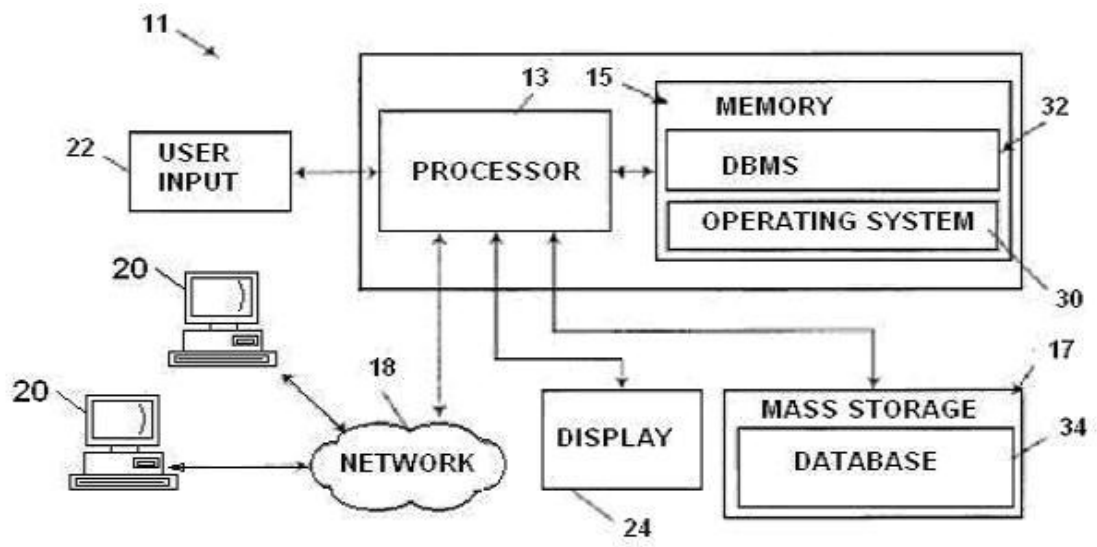 11
13
15
MEMORY
32
22
USER
INPUT
PROCESSOR
DBMS
OPERATING SYSTEM
20
30
18
17
20
MASS STORAGE
34
DISPLAY
NETWORK
DATABASE
24